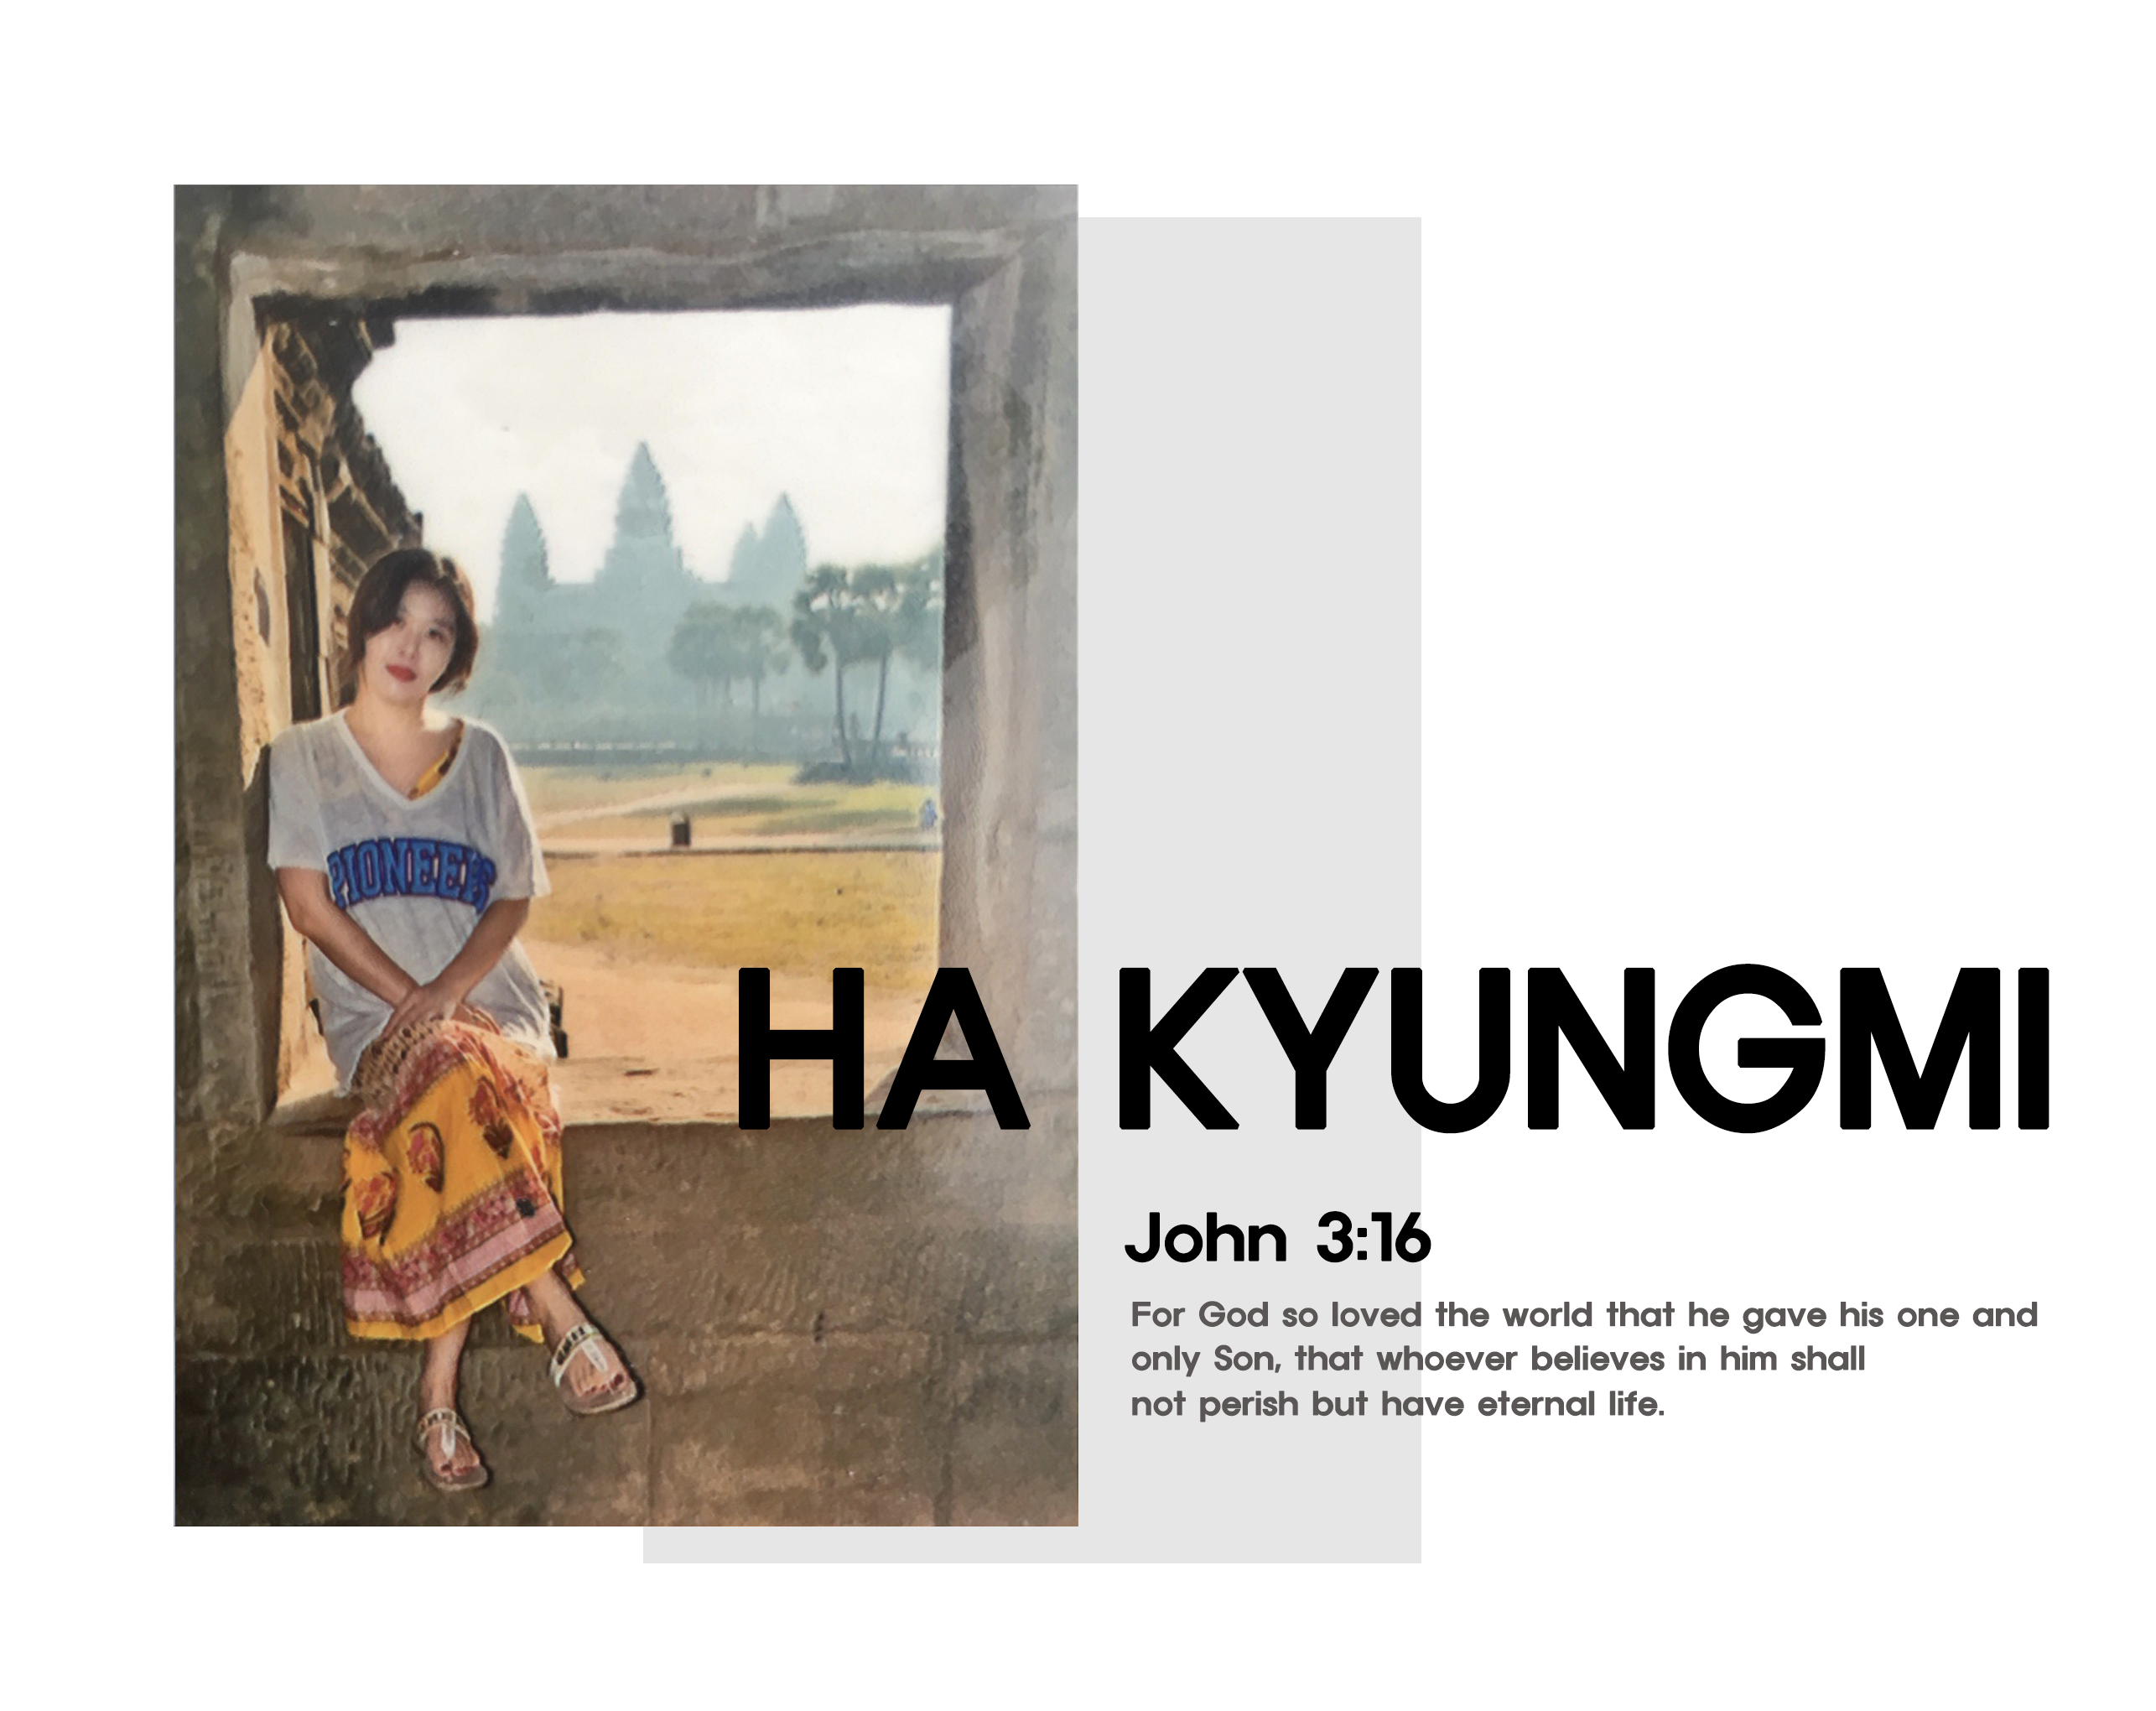 PIONEERS
HA KYUNGMI
John 3:16
For God so loved the world that he gave his one and
only Son, that whoever believes in him shall
not perish but have eternal life.